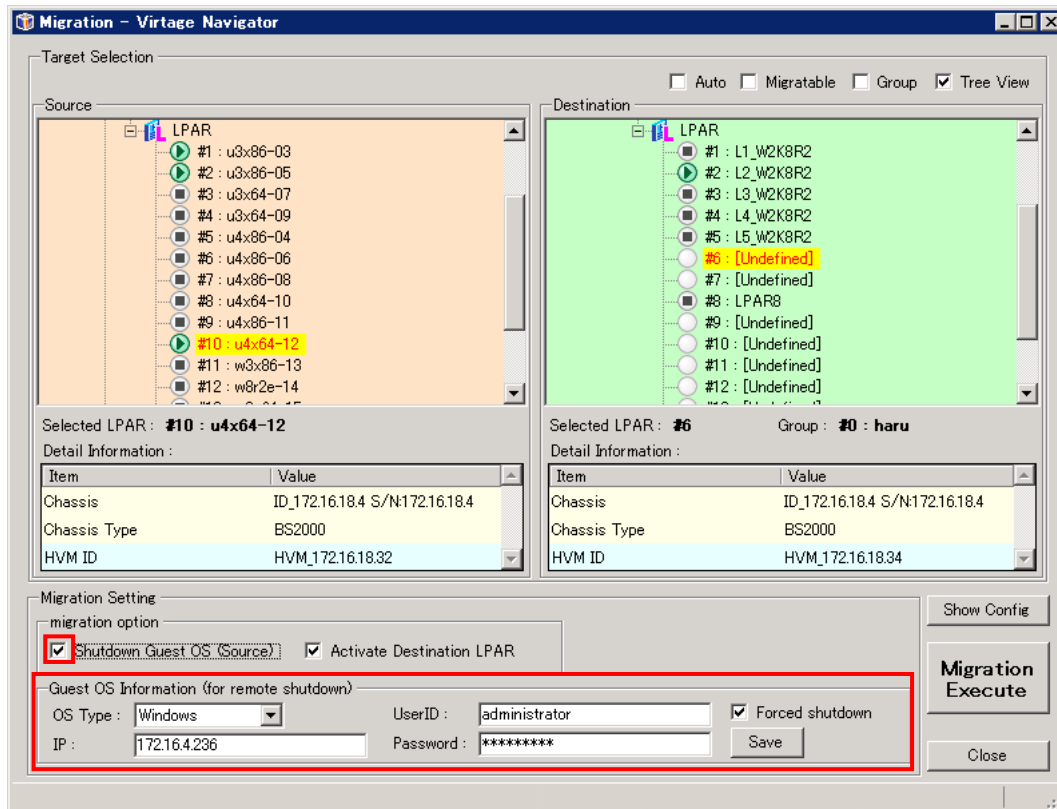 Migration - Virtage Navigator
Target Selection
Auto Migratable Group Tree View
Source
LPAR
#1 : u3x86-03
#2 : u3x86-05
#3 : u3x64-07
#4 : u3x64-09
#5 : u4x86-04
#6 : u4x86-06
#7 : u4x86-08
#8 : u4x64-10
#9 : u4x86-11
#10 : u4x64-12
#11 : w3x86-13
#12 : w8r2e-14
Selected LPAR : #10 : u4x64-12
Detail Information :
Item Value
Chassis ID_172.16.18.4 S/N:172.16.18.4
Chassis Type BS2000
HVM ID HVM_172.16.18.32
Destination
LPAR
#1 : L1_W2K8R2
#2 : L2_W2K8R2
#3 : L3_W2K8R2
#4 : L4_W2K8R2
#5 : L5_W2K8R2
#6 : [Undefined]
#7 : [Undefined]
#8 : LPAR8
#9 : [Undefined]
#10 : [Undefined]
#11 : [Undefined]
#12 : [Undefined]
Selected LPAR : #6 Group : #0 : haru
Detail Information :
Item Value
Chassis ID_172.16.18.4 S/N:172.16.18.4
Chassis Type BS2000
HVM ID HVM_172.16.18.34
Migration Setting
migration option
Shutdown Guest OS (Source) Activate Destination LPAR
Guest OS Information (for remote shutdown)
OS Type : Windows UserID : administrator Forced shutdown
IP : 172.16.4.236 Password : ********* Save
Show Config
Migration
Execute
Close